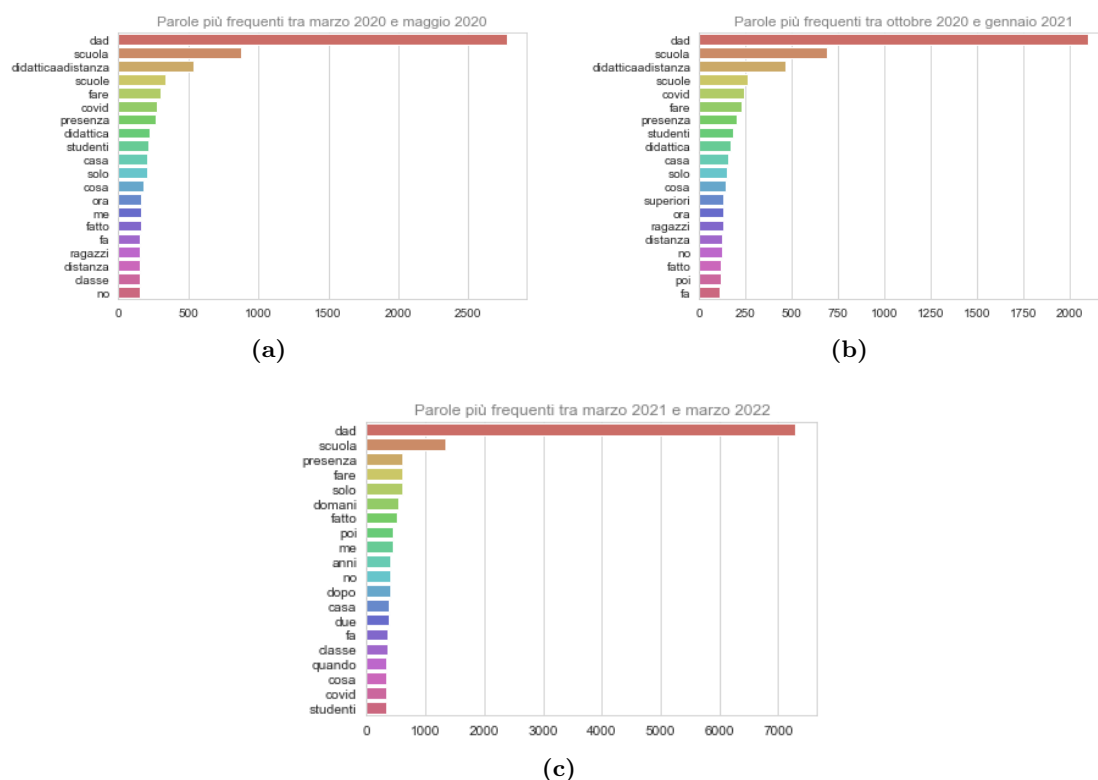 Parole più frequenti tra marzo 2020 e maggio 2020
dad
scuola
didatticaadistanza
scuole
fare
covid
presenza
didattica
studenti
casa
solo
cosa
ora
me
fatto
fa
ragazzi
distanza
classe
no
0 500 1000 1500 2000 2500
(a)
Parole più frequenti tra ottobre 2020 e gennaio 2021
dad
scuola
didatticaadistanza
scuole
covid
fare
presenza
studenti
didattica
casa
solo
cosa
superiori
ora
ragazzi
distanza
no
fatto
poi
fa
0 250 500 750 1000 1250 1500 1750 2000
(b)
Parole più frequenti tra marzo 2021 e marzo 2022
dad
scuola
presenza
fare
solo
domani
fatto
poi
me
anni
no
dopo
casa
due
fa
classe
quando
cosa
covid
studenti
0 1000 2000 3000 4000 5000 6000 7000
(c)